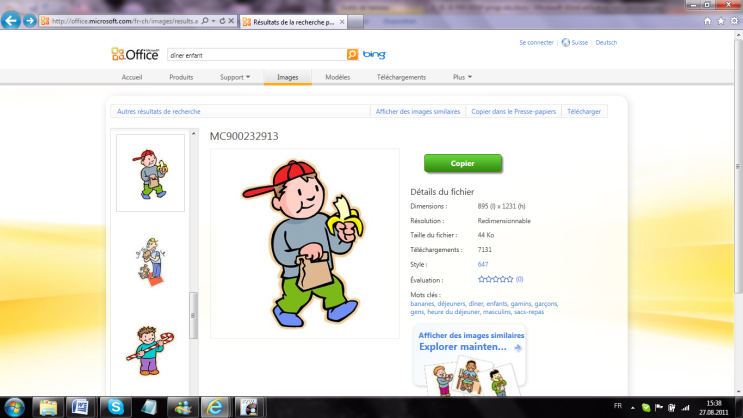 http://office.microsoft.com/fr-ch/images/results.a
Résultats de la recherche p...
Se connecter | Suisse | Deutsch
Microsoft
Office
dîner enfant
bing
Accueil Produits Support Images Modèles Téléchargements Plus
Autres résultats de recherche Afficher des images similaires Copier dans le Presse-papiers Télécharger
MC900232913
Copier
Détails du fichier
Dimensions : 895 (l) x 1231 (h)
Résolution : Redimensionnable
Taille du fichier : 44 Ko
Téléchargements : 7131
Style : 647
Évaluation : (0)
Mots clés :
bananes, déjeuners, dîner, enfants, gamins, garçons,
gens, heure du déjeuner, masculins, sacs-repas
Afficher des images similaires
Explorer mainten...
FR
15:38
27.08.2011